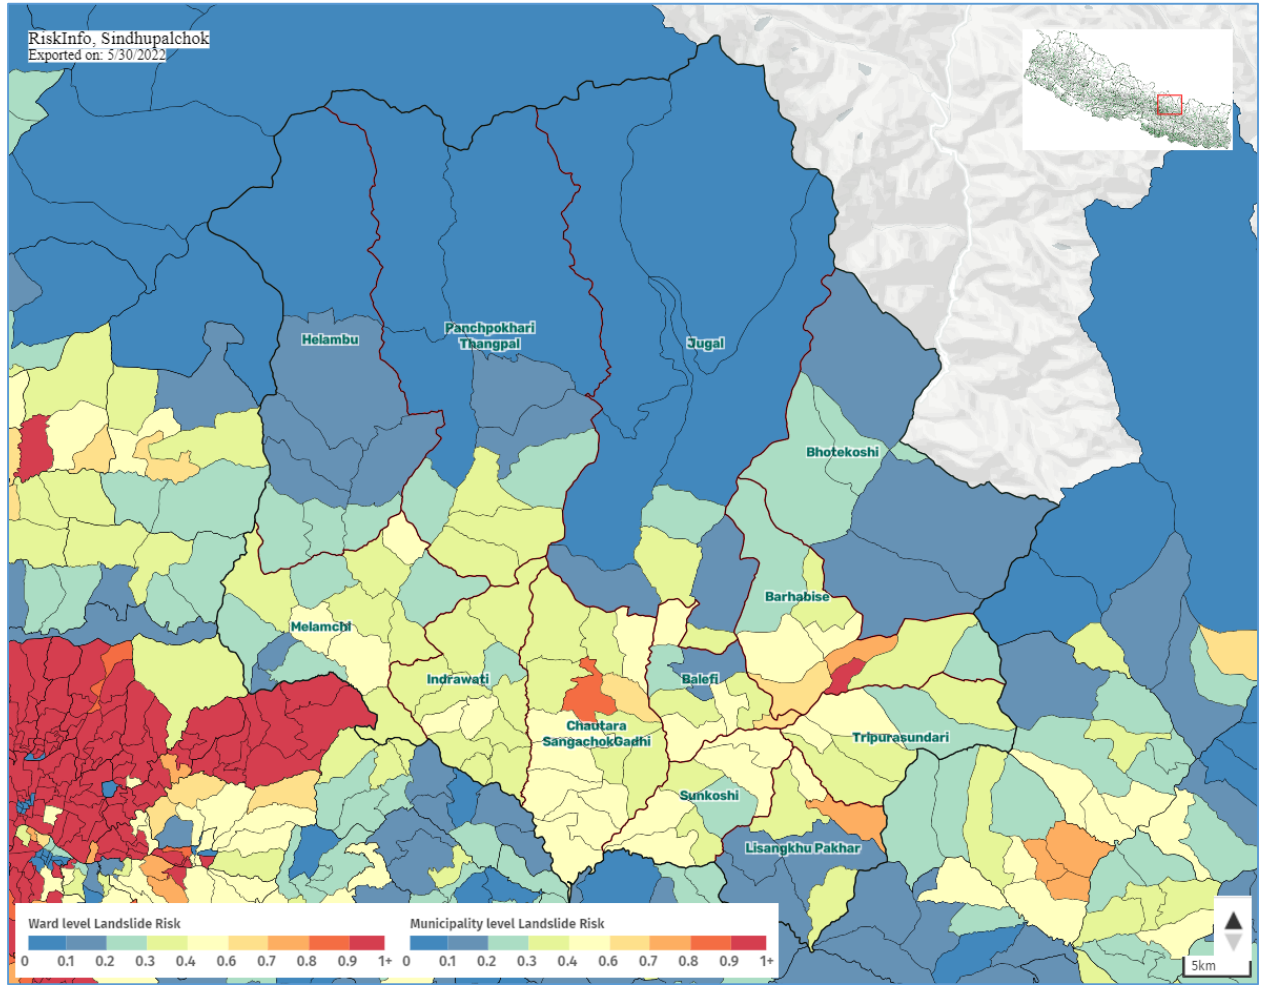 RiskInfo, Sindhupalchok
Exported on: 5/30/2022
Helambu
Panchpokhari
Thangpal
Jugal
Bhotekoshi
Barhabise
Melamchi
Indrawati
Balefi
Chautara
SangachokGadhi
Tripurasundari
Sunkoshi
Lisangkhu Pakhar
Ward level Landslide Risk
0 0.1 0.2 0.3 0.4 0.6 0.7 0.8 0.9 1+
Municipality level Landslide Risk
0 0.1 0.2 0.3 0.4 0.6 0.7 0.8 0.9 1+
5km